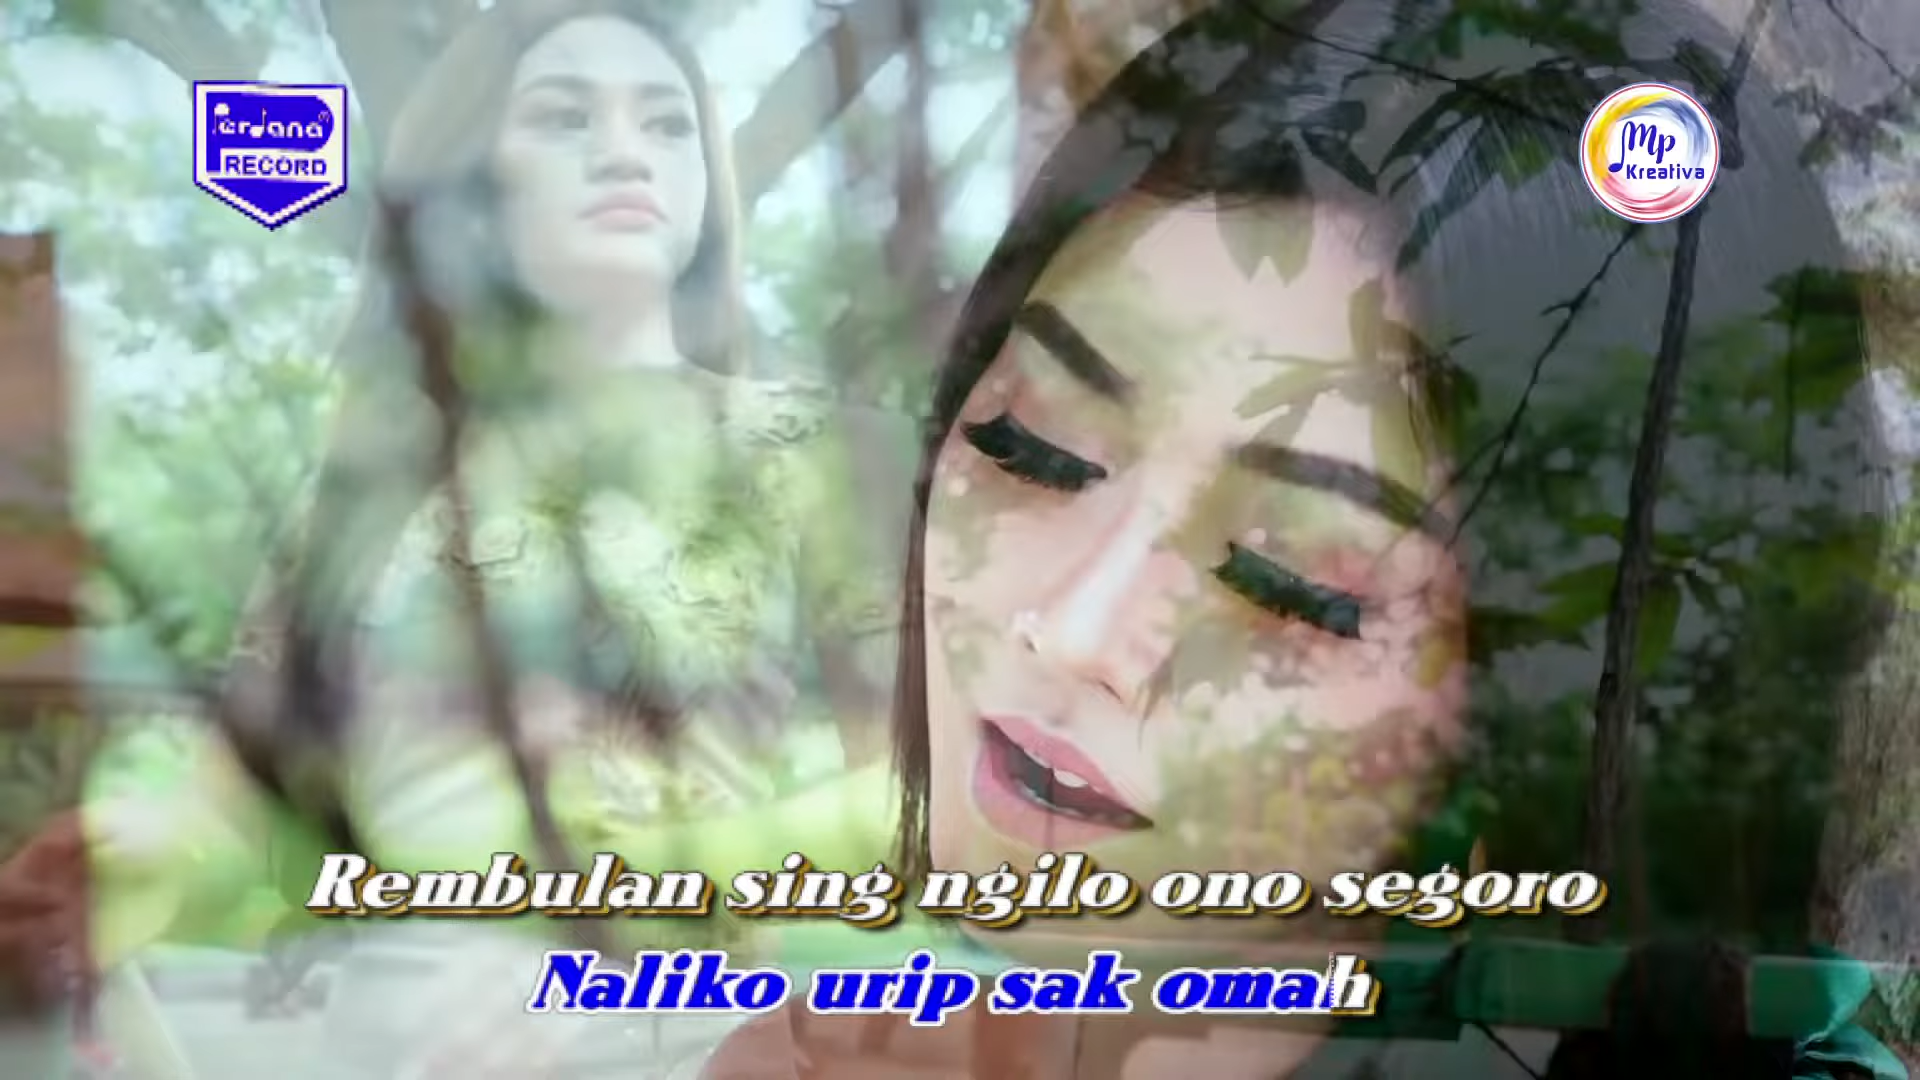 Perdana
RECORD
Mp
Kreativa
Rembulan sing ngilo ono segoro
Naliko urip sak omah